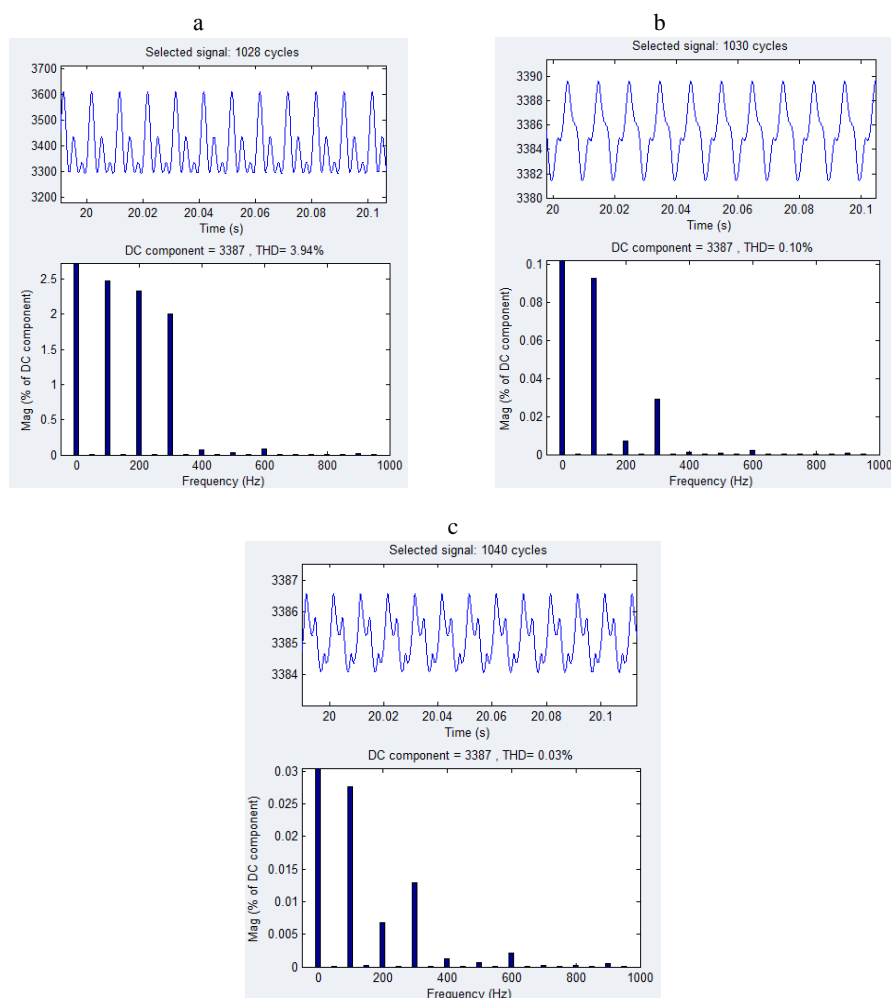 a
Selected signal: 1028 cycles
3700
3600
3500
3400
3300
3200
20 20.02 20.04 20.06 20.08 20.1
Time (s)
DC component = 3387 , THD= 3.94%
Mag (% of DC component)
2.5
2
1.5
1
0.5
0
0 200 400 600 800 1000
Frequency (Hz)
b
Selected signal: 1030 cycles
3390
3388
3386
3384
3382
3380
20 20.02 20.04 20.06 20.08 20.1
Time (s)
DC component = 3387 , THD= 0.10%
Mag (% of DC component)
0.1
0.08
0.06
0.04
0.02
0
0 200 400 600 800 1000
Frequency (Hz)
c
Selected signal: 1040 cycles
3387
3386
3385
3384
20 20.02 20.04 20.06 20.08 20.1
Time (s)
DC component = 3387 , THD= 0.03%
Mag (% of DC component)
0.03
0.025
0.02
0.015
0.01
0.005
0
0 200 400 600 800 1000
Frequency (Hz)